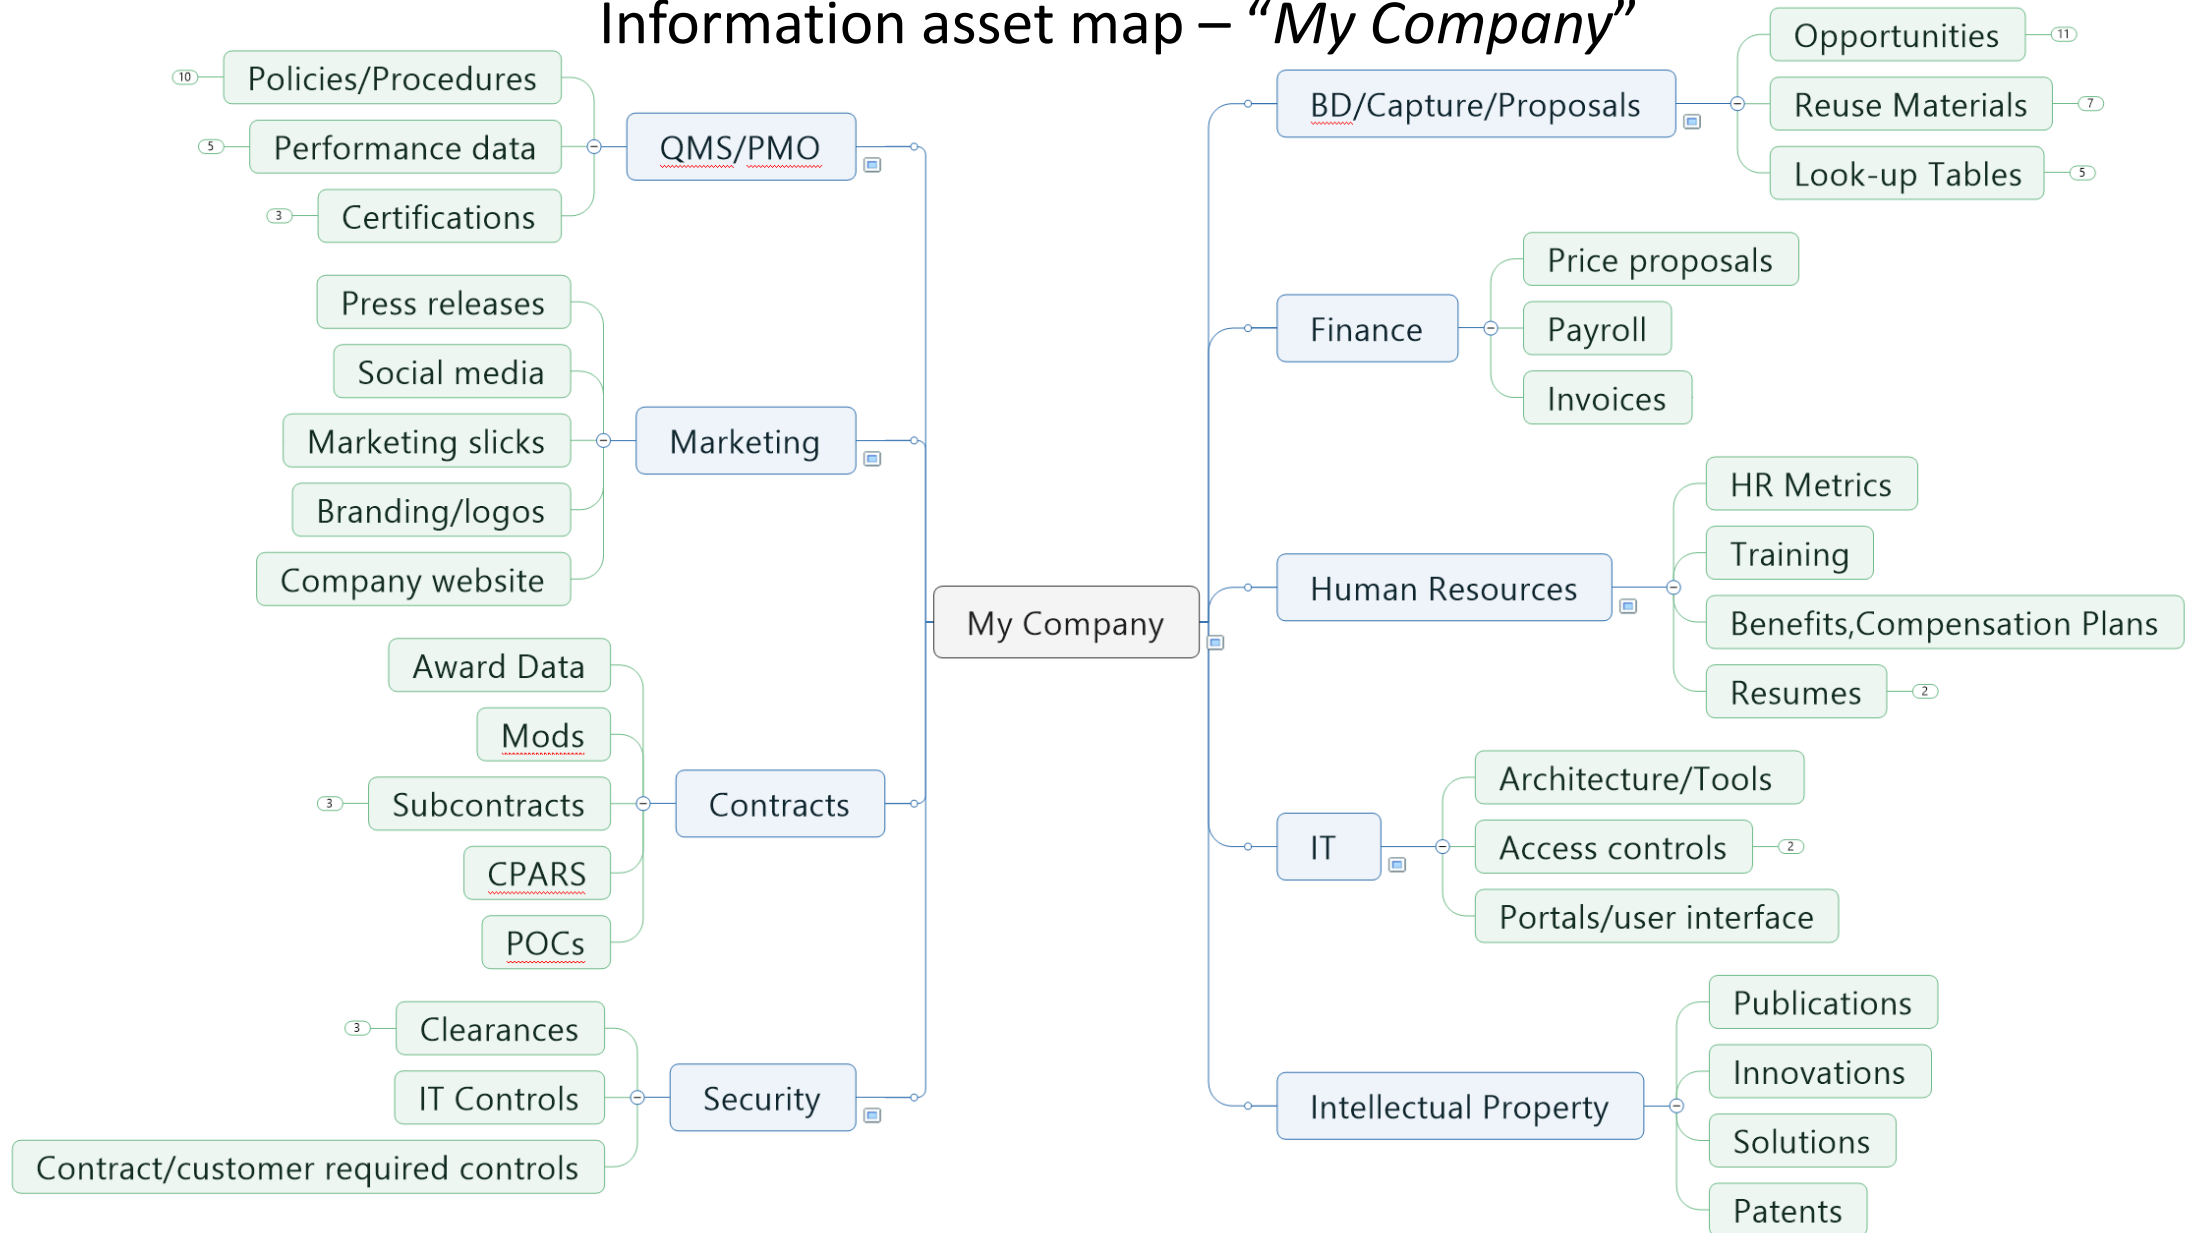 Information asset map – “My Company”
10
Policies/Procedures
5
Performance data
3
Certifications
QMS/PMO
Press releases
Social media
Marketing slicks
Branding/logos
Company website
Marketing
Award Data
Mods
3
Subcontracts
CPARS
POCs
Contracts
3
Clearances
IT Controls
Contract/customer required controls
Security
My Company
BD/Capture/Proposals
Opportunities
11
Reuse Materials
7
Look-up Tables
5
Finance
Price proposals
Payroll
Invoices
Human Resources
HR Metrics
Training
Benefits,Compensation Plans
Resumes
2
IT
Architecture/Tools
Access controls
2
Portals/user interface
Intellectual Property
Publications
Innovations
Solutions
Patents